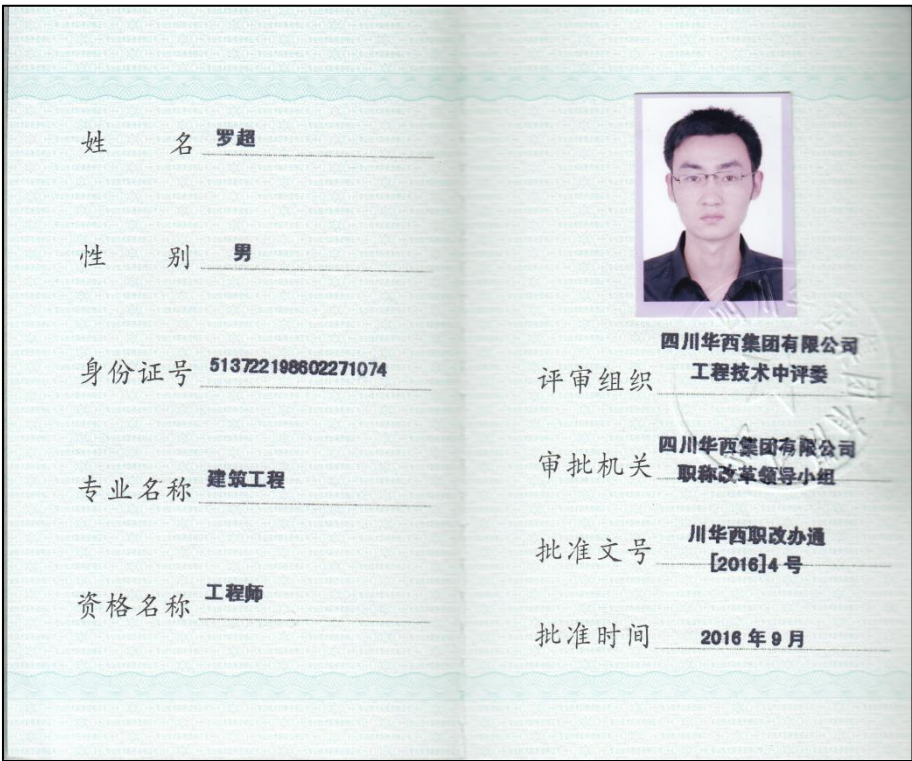 姓 名 罗超
性 别 男
身份证号 513722198602271074
专业名称 建筑工程
资格名称 工程师
四川华西集团有限公司
评审组织 工程技术中评委
四川华西集团有限公司
审批机关 职称改革领导小组
川华西职改办通
批准文号 [2016]4 号
批准时间 2016 年 9 月